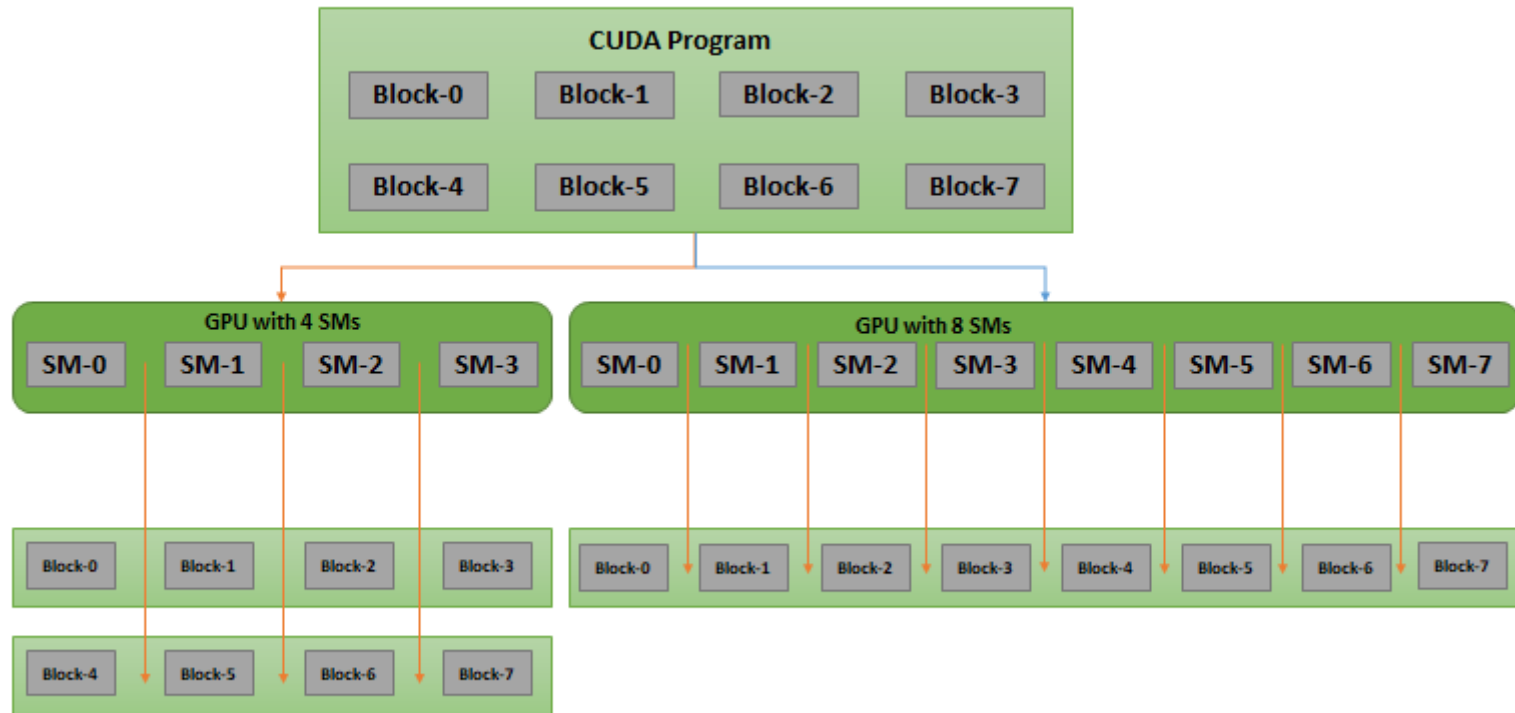 CUDA Program
Block-0 Block-1 Block-2 Block-3
Block-4 Block-5 Block-6 Block-7
GPU with 4 SMs
SM-0 SM-1 SM-2 SM-3
GPU with 8 SMs
SM-0 SM-1 SM-2 SM-3 SM-4 SM-5 SM-6 SM-7
Block-0 Block-1 Block-2 Block-3
Block-4 Block-5 Block-6 Block-7
Block-0 Block-1 Block-2 Block-3 Block-4 Block-5 Block-6 Block-7